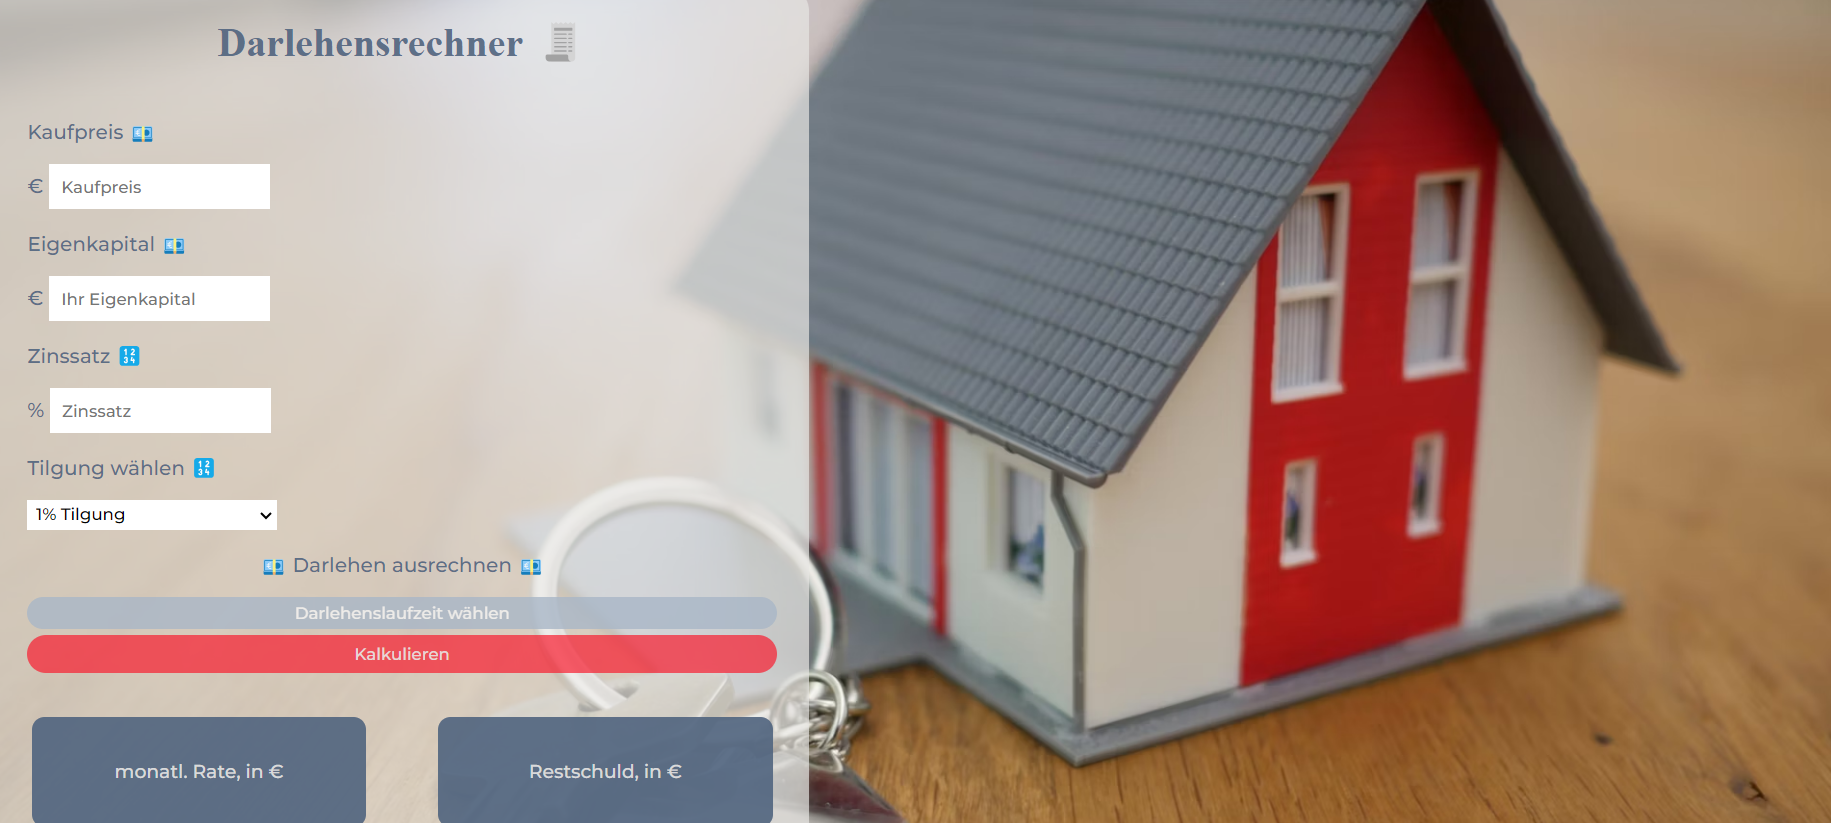 Darlehensrechner
Kaufpreis
€ Kaufpreis
Eigenkapital
€ Ihr Eigenkapital
Zinssatz
% Zinssatz
Tilgung wählen
1% Tilgung
Darlehen ausrechnen
Darlehenslaufzeit wählen
Kalkulieren
monatl. Rate, in €
Restschuld, in €